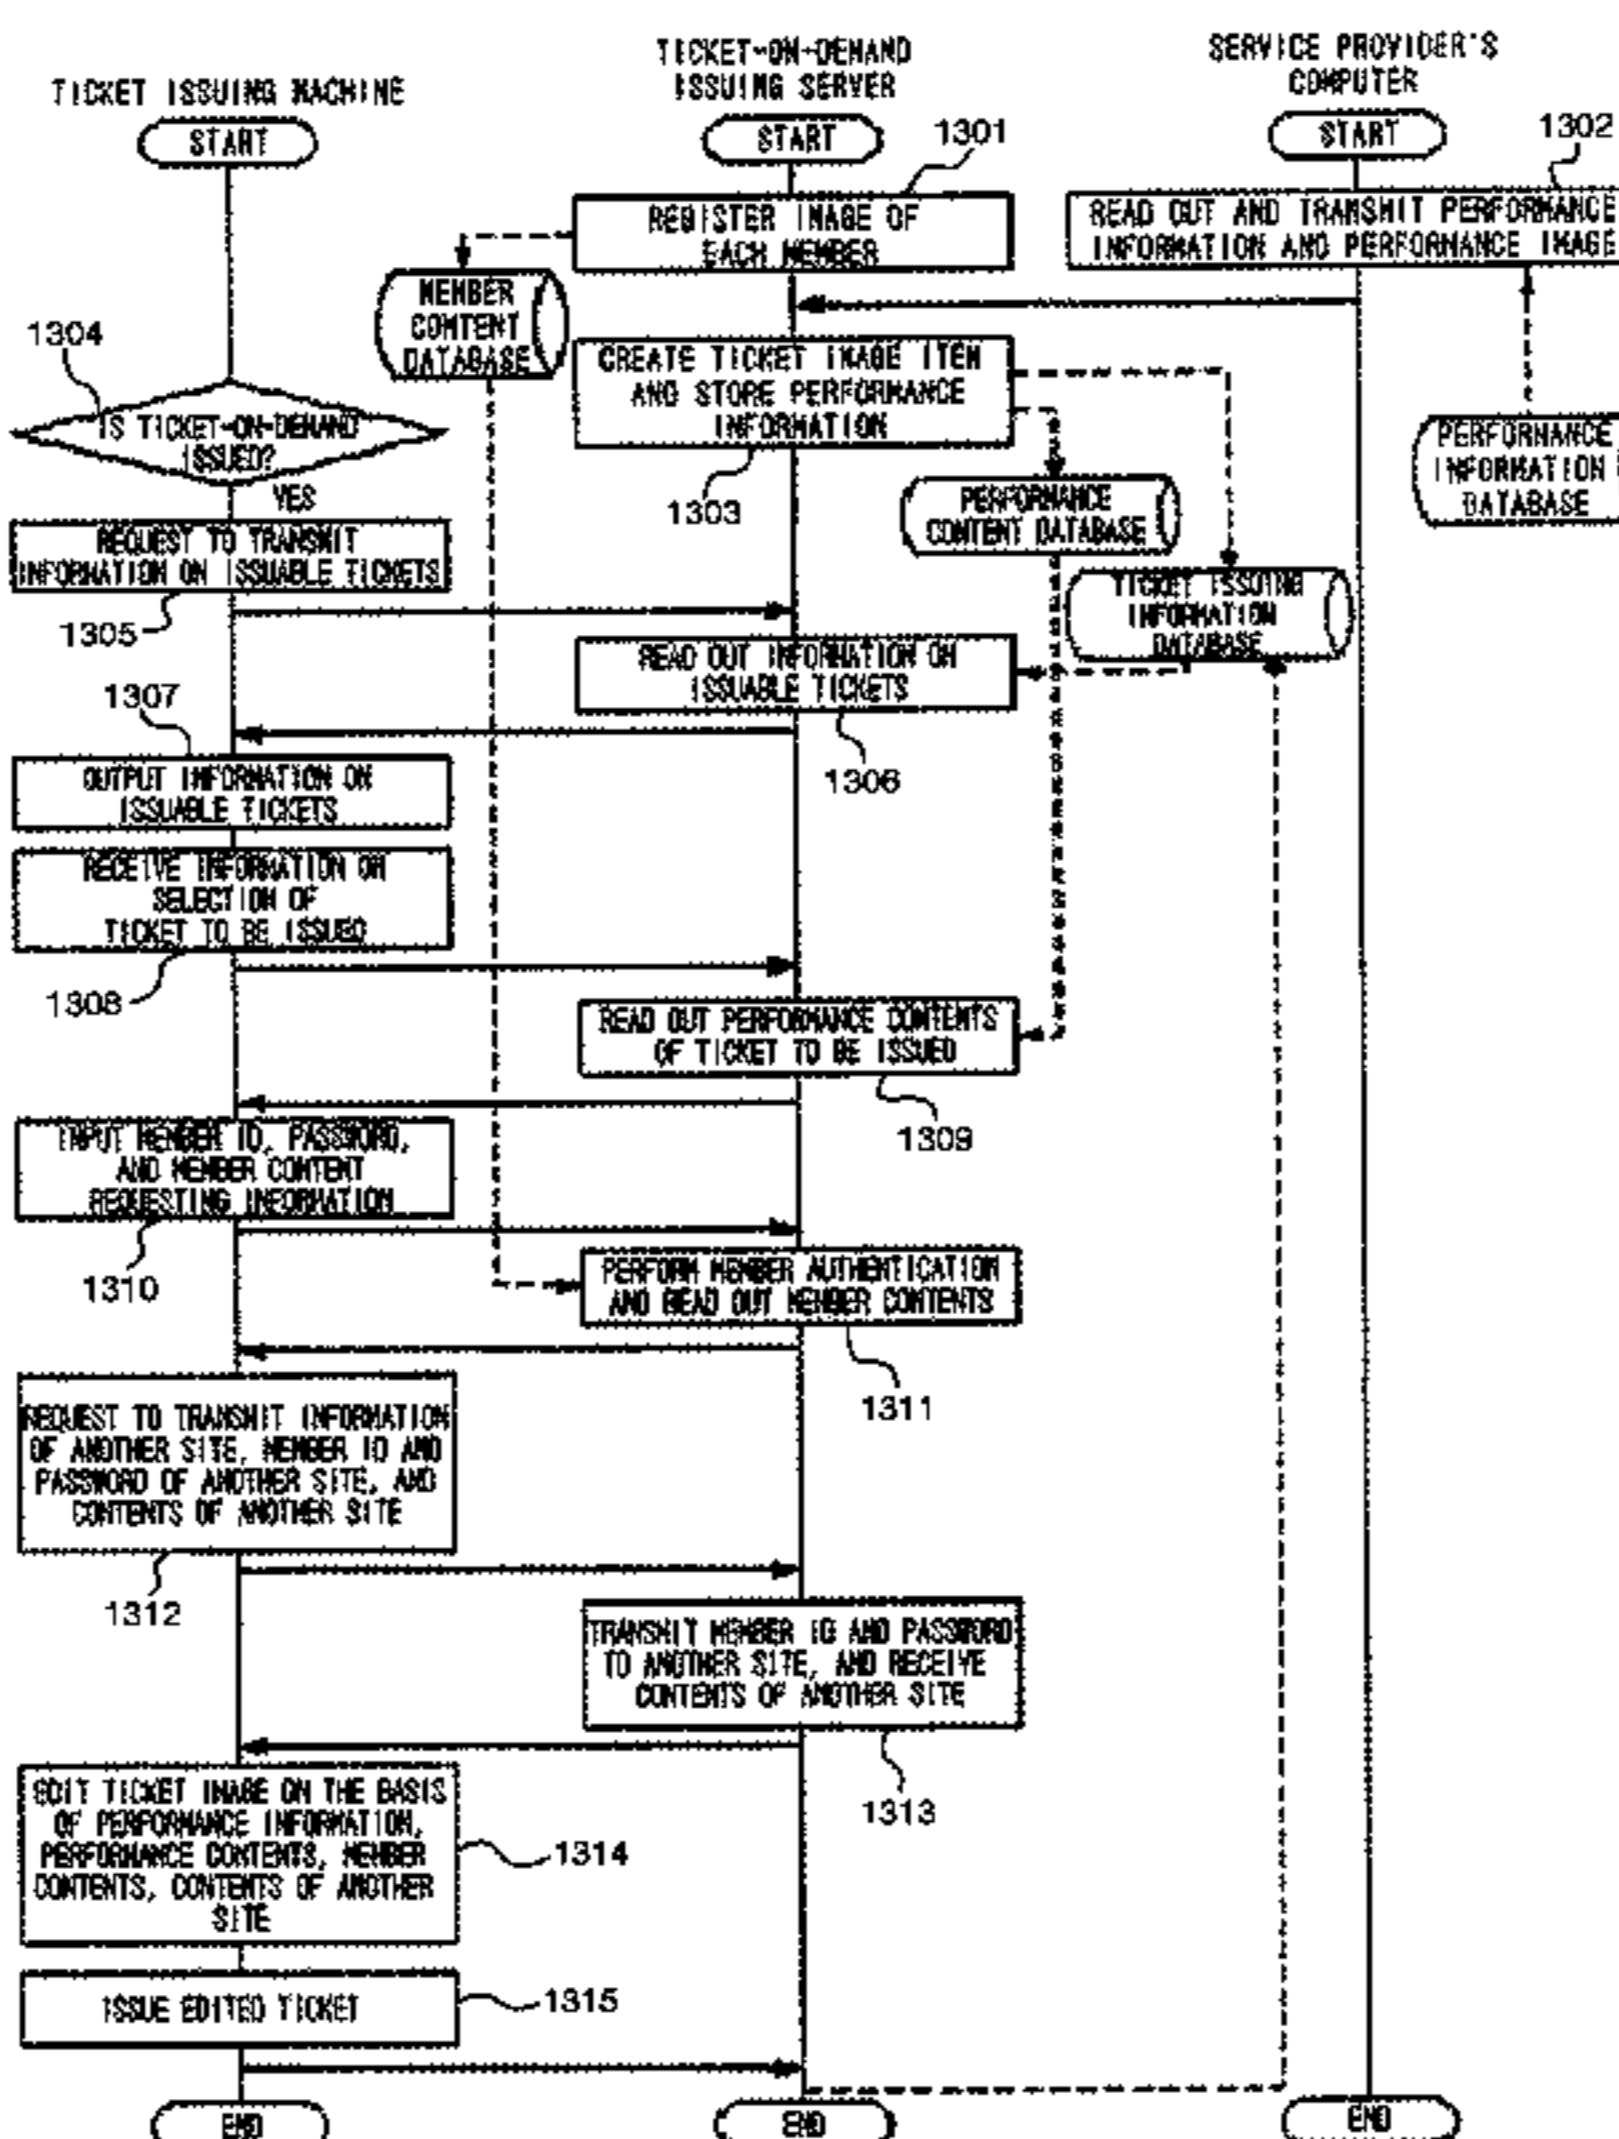 TICKET ISSUING MACHINE
START
TICKET-ON-DEMAND
ISSUING SERVER
START
SERVICE PROVIDER'S
COMPUTER
START
1301
1302
REGISTER IMAGE OF
EACH MEMBER
READ OUT AND TRANSMIT PERFORMANCE
INFORMATION AND PERFORMANCE IMAGE
MEMBER
CONTENT
DATABASE
1304
IS TICKET-ON-DEMAND
ISSUED?
YES
CREATE TICKET IMAGE ITEM
AND STORE PERFORMANCE
INFORMATION
1303
PERFORMANCE
INFORMATION
DATABASE
PERFORMANCE
CONTENT DATABASE
REQUEST TO TRANSMIT
INFORMATION ON ISSUABLE TICKETS
1305
TICKET ISSUING
INFORMATION
DATABASE
READ OUT INFORMATION ON
ISSUABLE TICKETS
1306
1307
OUTPUT INFORMATION ON
ISSUABLE TICKETS
RECEIVE INFORMATION ON
SELECTION OF
TICKET TO BE ISSUED
1308
READ OUT PERFORMANCE CONTENTS
OF TICKET TO BE ISSUED
1309
INPUT MEMBER ID, PASSWORD,
AND MEMBER CONTENT
REQUESTING INFORMATION
1310
PERFORM MEMBER AUTHENTICATION
AND READ OUT MEMBER CONTENTS
1311
REQUEST TO TRANSMIT INFORMATION
OF ANOTHER SITE, MEMBER ID AND
PASSWORD OF ANOTHER SITE, AND
CONTENTS OF ANOTHER SITE
1312
TRANSMIT MEMBER ID AND PASSWORD
TO ANOTHER SITE, AND RECEIVE
CONTENTS OF ANOTHER SITE
1313
EDIT TICKET IMAGE ON THE BASIS
OF PERFORMANCE INFORMATION,
PERFORMANCE CONTENTS, MEMBER
CONTENTS, CONTENTS OF ANOTHER
SITE
1314
ISSUE EDITED TICKET
1315
END
END
END